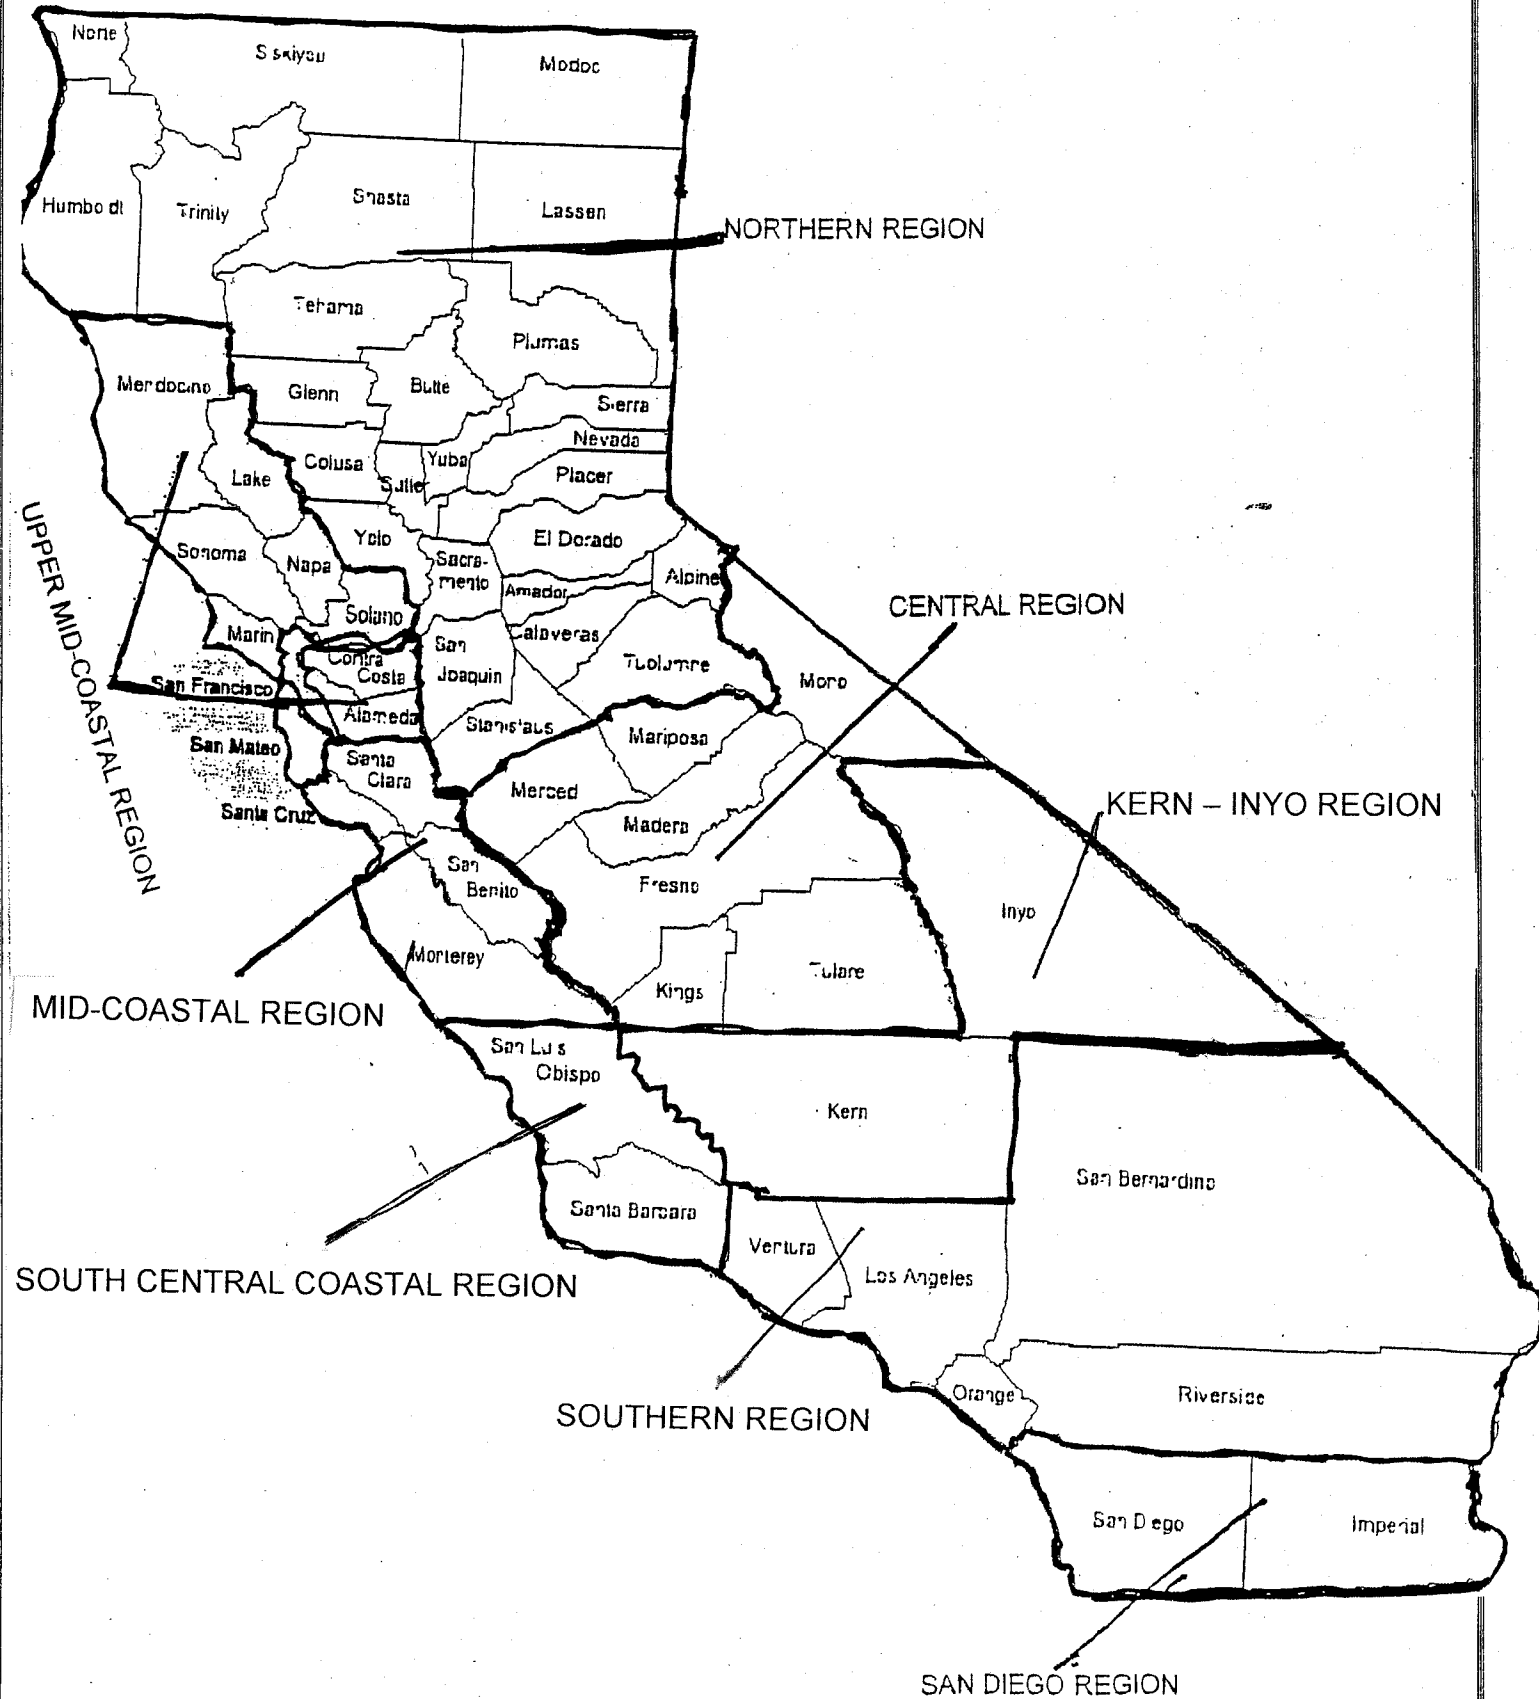 Norte
Siskiyou
Modoc
Humboldt
Trinity
Shasta
Lassen
NORTHERN REGION
Tehama
Plumas
Mendocino
Glenn
Butte
Sierra
Nevada
Lake
Colusa
Sutter
Yuba
Placer
UPPER MID-COASTAL REGION
Sonoma
Napa
Yolo
Sacra-
mento
El Dorado
Alpine
Amador
CENTRAL REGION
Marin
Solano
San
Joaquin
Calaveras
Tuolumne
Mono
Contra
Costa
San Francisco
Alameda
Stanislaus
Mariposa
San Mateo
Santa
Clara
Merced
Santa Cruz
Madera
KERN – INYO REGION
San
Benito
Fresno
Inyo
Monterey
Kings
Tulare
MID-COASTAL REGION
San Luis
Obispo
Kern
San Bernardino
Santa Barbara
Ventura
Los Angeles
SOUTH CENTRAL COASTAL REGION
Orange
Riverside
SOUTHERN REGION
San Diego
Imperial
SAN DIEGO REGION